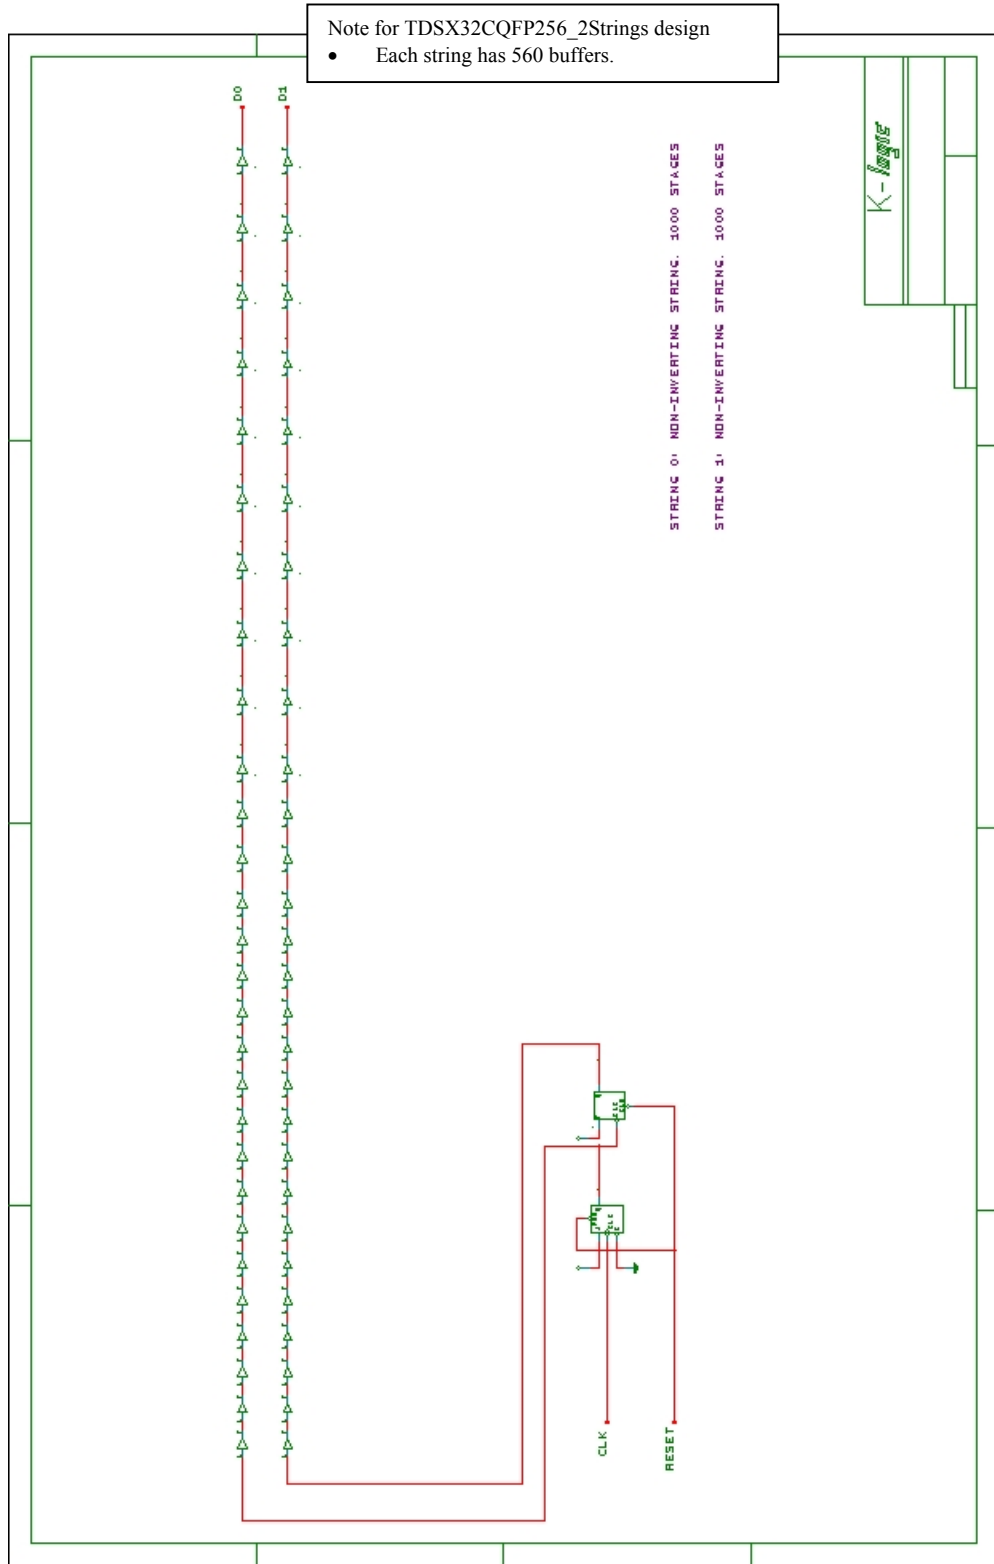 Note for TDSX32CQFP256_2Strings design
• Each string has 560 buffers.
D0
D1
K-logic
STRING 0: NON-INVERTING STRING. 1000 STAGES
STRING 1: NON-INVERTING STRING. 1000 STAGES
CLK
RESET